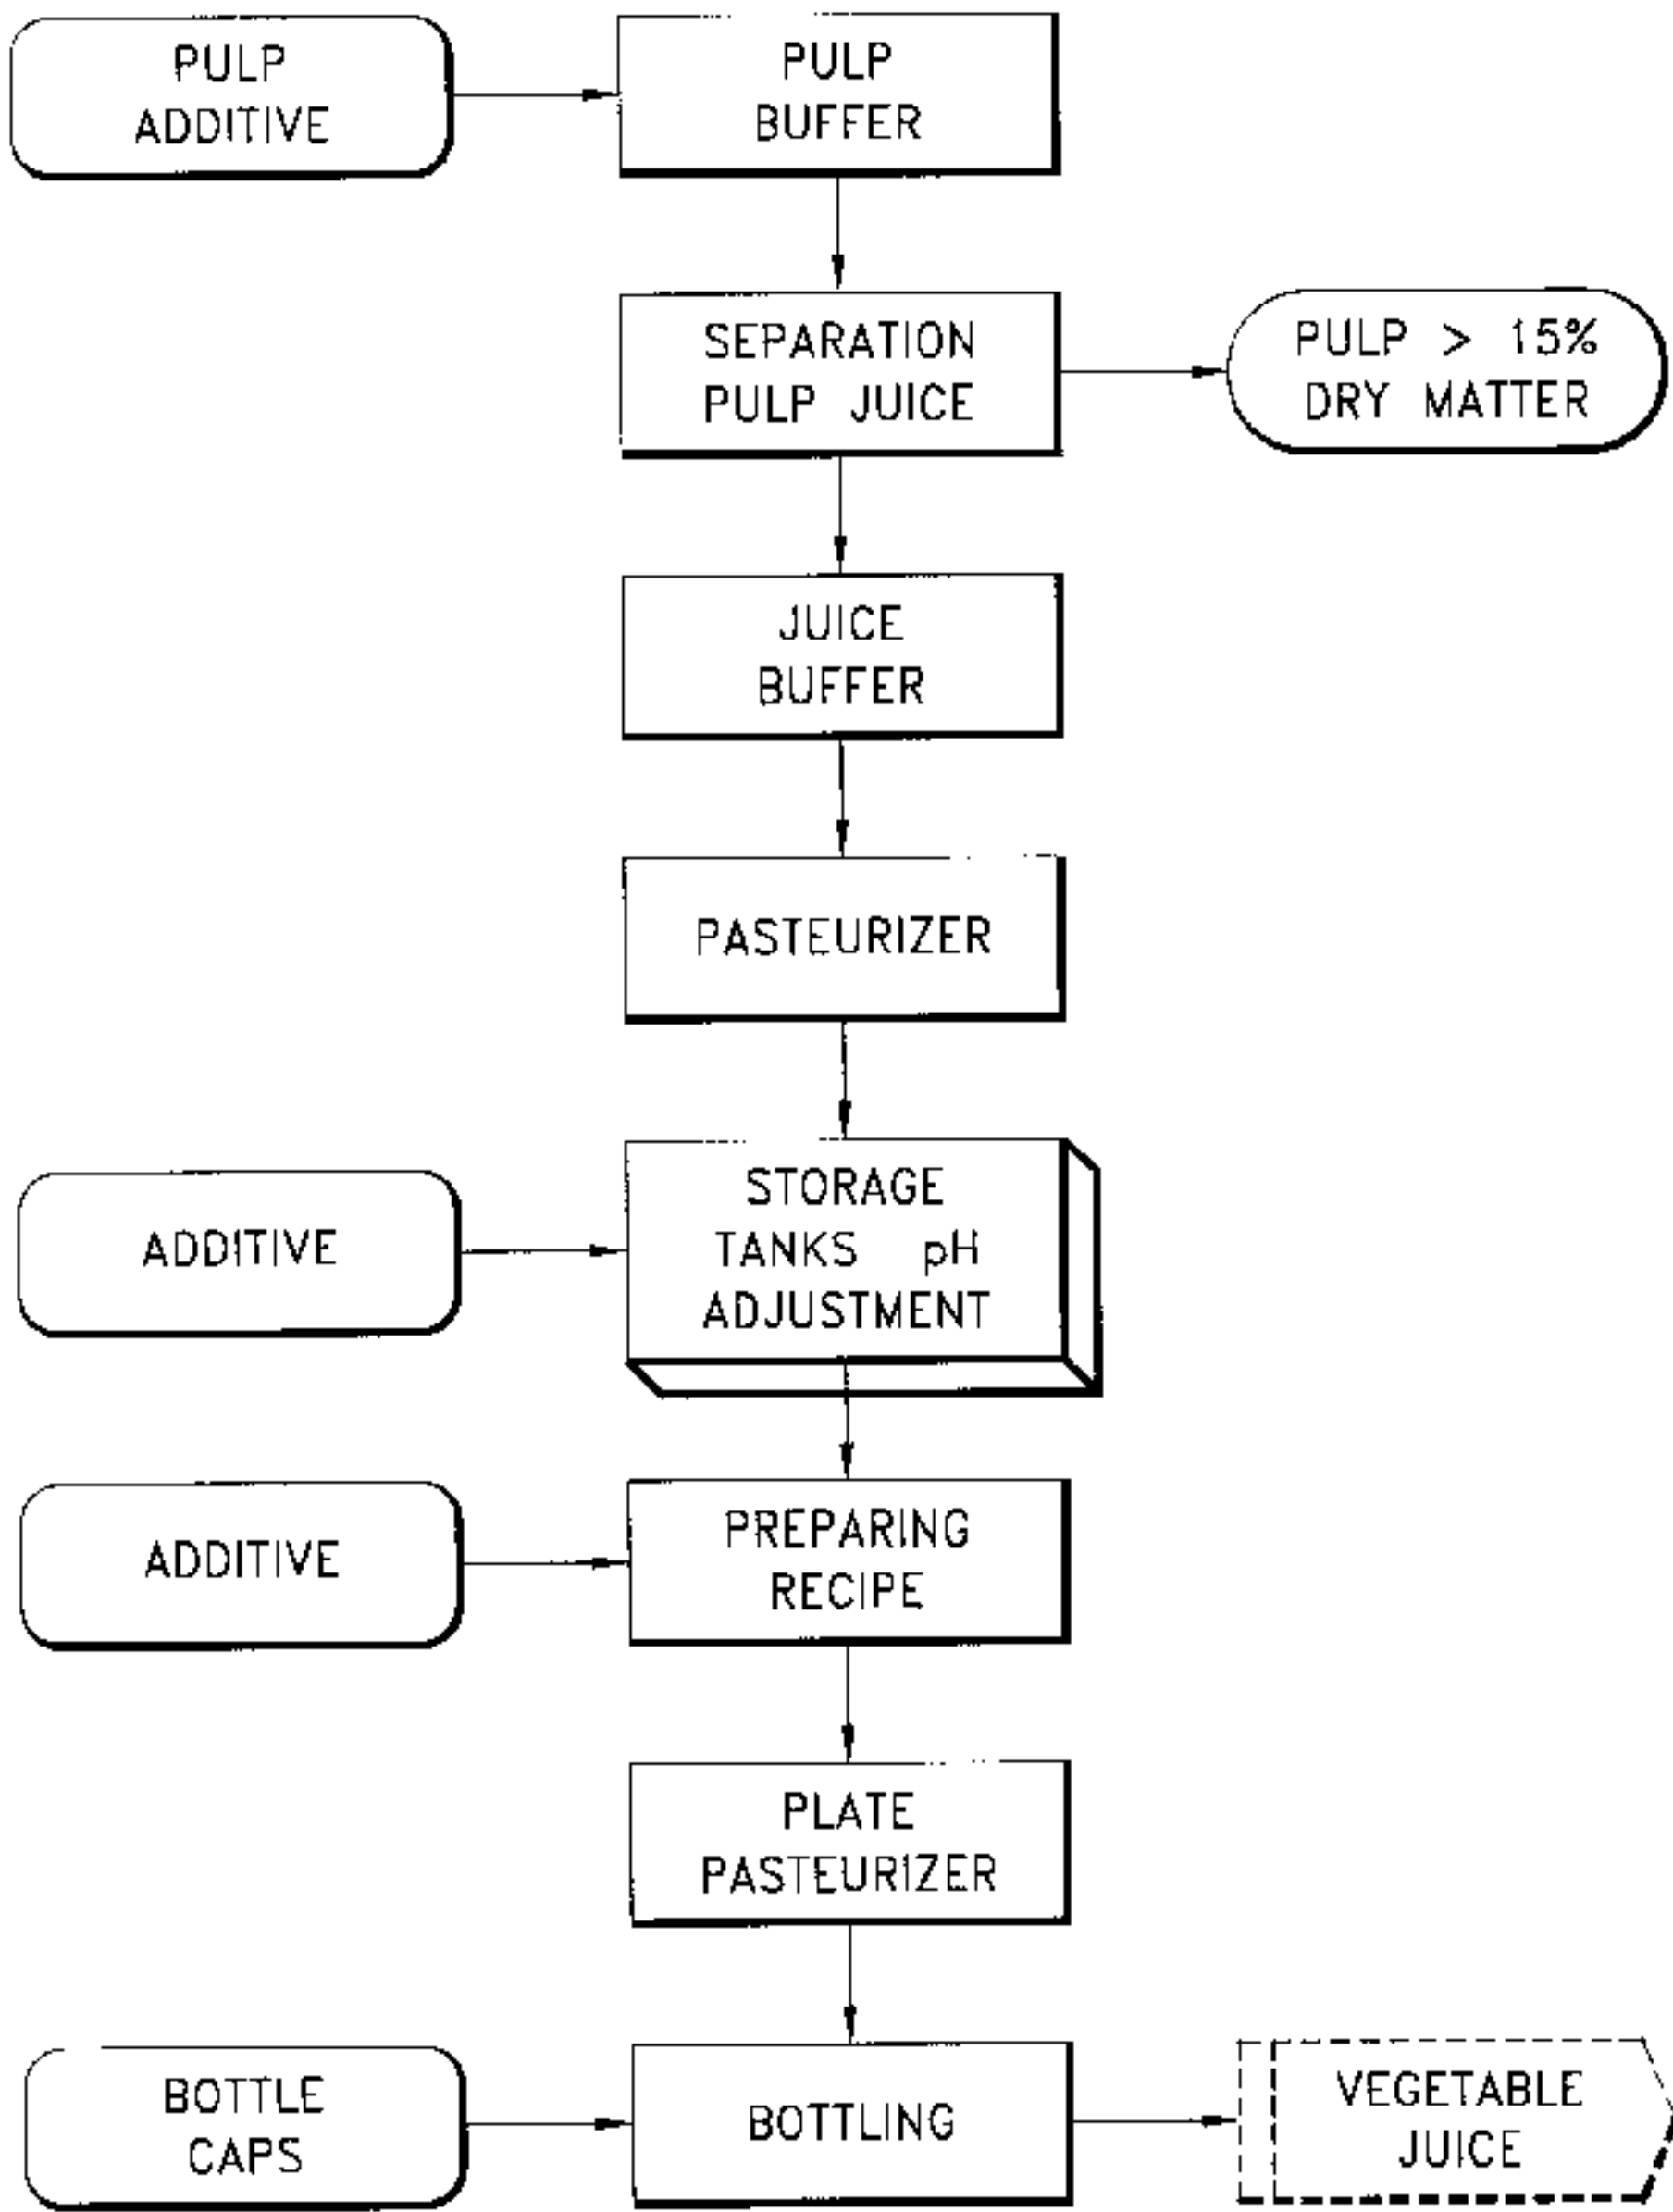 PULP
ADDITIVE
PULP
BUFFER
SEPARATION
PULP JUICE
PULP > 15%
DRY MATTER
JUICE
BUFFER
PASTEURIZER
ADDITIVE
STORAGE
TANKS pH
ADJUSTMENT
ADDITIVE
PREPARING
RECIPE
PLATE
PASTEURIZER
BOTTLE
CAPS
BOTTLING
VEGETABLE
JUICE